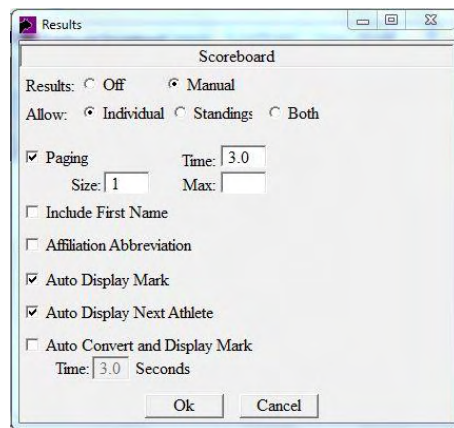 Results
Scoreboard
Results: Off Manual
Allow: Individual Standings Both
Paging Time: 3.0
Size: 1 Max:
Include First Name
Affiliation Abbreviation
Auto Display Mark
Auto Display Next Athlete
Auto Convert and Display Mark
Time: 3.0 Seconds
Ok Cancel